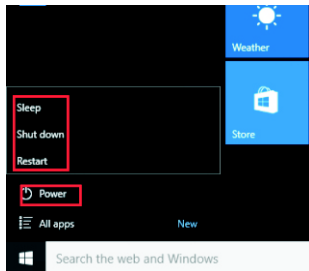 Weather
Sleep
Shut down
Store
Restart
Power
All apps
New
Search the web and Windows